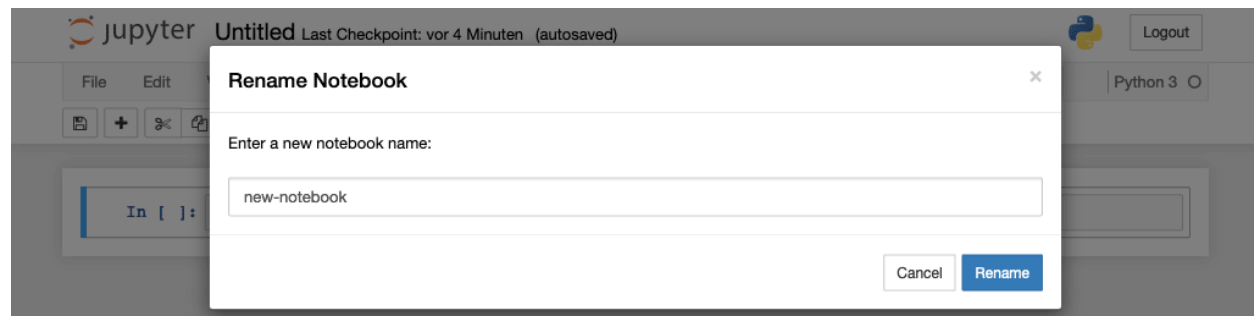 jupyter Untitled Last Checkpoint: vor 4 Minuten (autosaved) Logout
File Edit Python 3
Rename Notebook ×
Enter a new notebook name:
new-notebook
In [ ]:
Cancel Rename